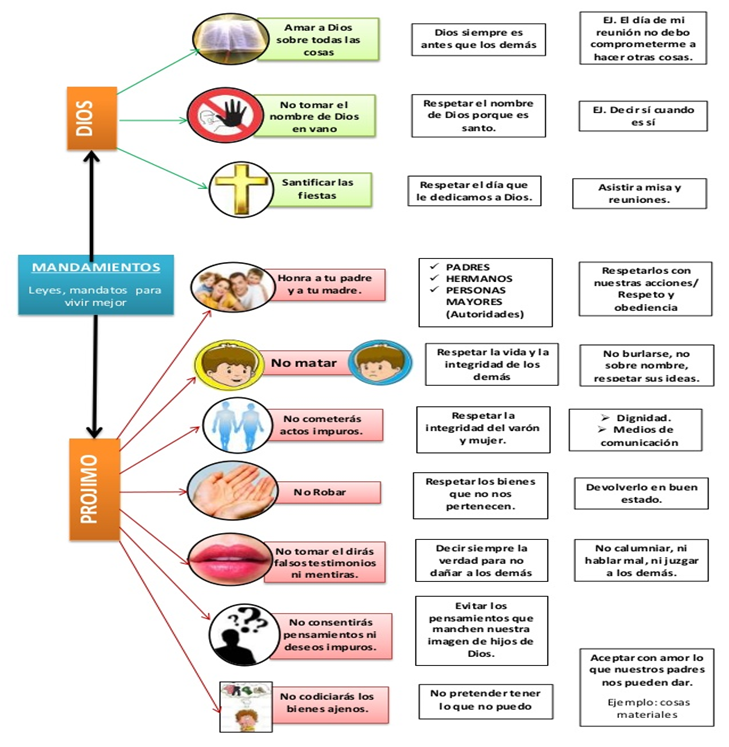 Amar a Dios
sobre todas las
cosas
Dios siempre es
antes que los demás
EJ. El día de mi
reunión no debo
comprometerme a
hacer otras cosas.
DIOS
No tomar el
nombre de Dios
en vano
Respetar el nombre
de Dios porque es
santo.
EJ. Decir sí cuando
es sí
Santificar las
fiestas
Respetar el día que
le dedicamos a Dios.
Asistir a misa y
reuniones.
MANDAMIENTOS
Leyes, mandatos para
vivir mejor
Honra a tu padre
y a tu madre.
✓ PADRES
✓ HERMANOS
✓ PERSONAS
MAYORES
(Autoridades)
Respetarlos con
nuestras acciones/
Respeto y
obediencia
No matar
Respetar la vida y la
integridad de los
demás
No burlarse, no
sobre nombre,
respetar sus ideas.
PROJIMO
No cometerás
actos impuros.
Respetar la
integridad del varón
y mujer.
➢ Dignidad.
➢ Medios de
comunicación
No Robar
Respetar los bienes
que no nos
pertenecen.
Devolverlo en buen
estado.
No tomar el dirás
falsos testimonios
ni mentiras.
Decir siempre la
verdad para no
dañar a los demás
No calumniar, ni
hablar mal, ni juzgar
a los demás.
No consentirás
pensamientos ni
deseos impuros.
Evitar los
pensamientos que
manchen nuestra
imagen de hijos de
Dios.
No codiciarás los
bienes ajenos.
No pretender tener
lo que no puedo
Aceptar con amor lo
que nuestros padres
nos pueden dar.
Ejemplo: cosas
materiales